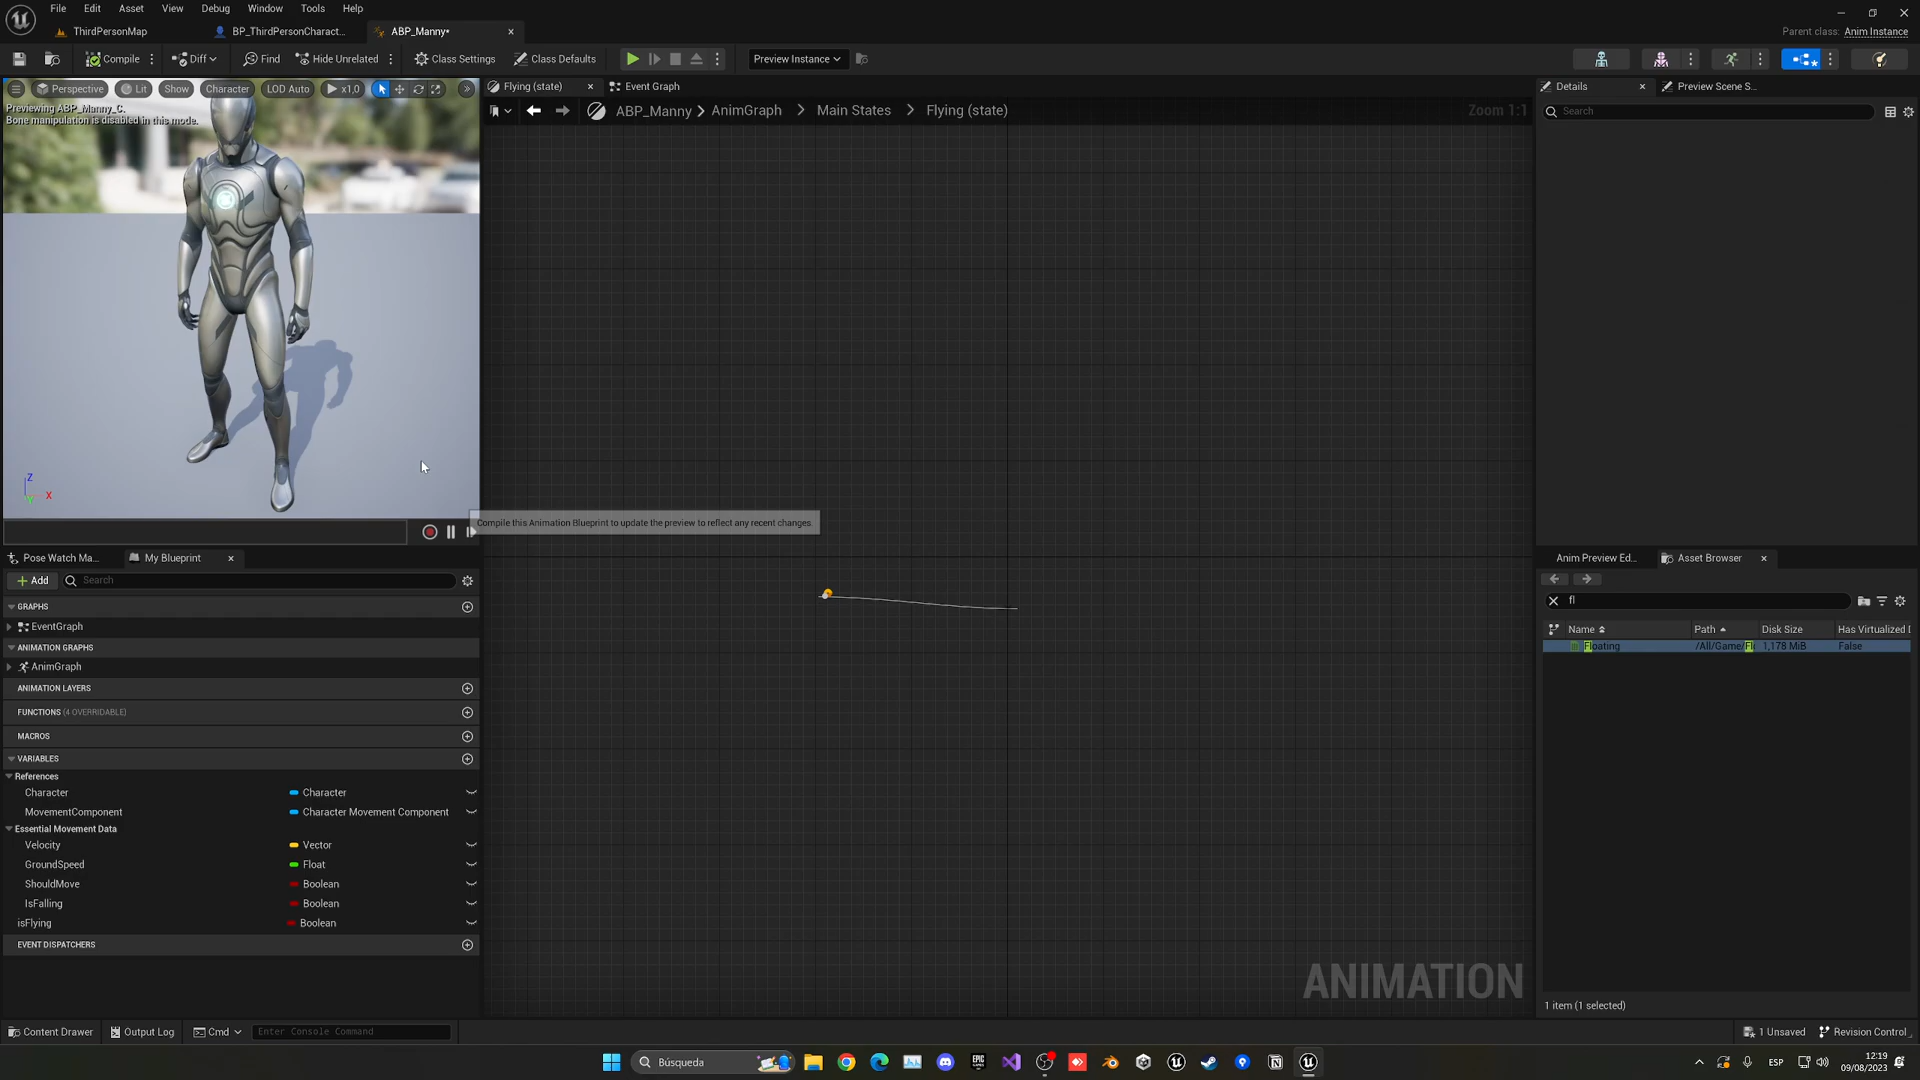 File Edit Asset View Debug Window Tools Help
ThirdPersonMap BP_ThirdPersonCharact... ABP_Manny*
Parent class: Anim Instance
Compile Diff Find Hide Unrelated Class Settings Class Defaults Preview Instance
Perspective Lit Show Character LOD Auto x1,0
Previewing ABP_Manny_C.
Bone manipulation is disabled in this mode.
Z
X
Flying (state) Event Graph
ABP_Manny AnimGraph Main States Flying (state) Zoom 1:1
Compile this Animation Blueprint to update the preview to reflect any recent changes.
ANIMATION
Pose Watch Ma... My Blueprint
Add Search
GRAPHS
EventGraph
ANIMATION GRAPHS
AnimGraph
ANIMATION LAYERS
FUNCTIONS (4 OVERRIDABLE)
MACROS
VARIABLES
References
Character Character
MovementComponent Character Movement Component
Essential Movement Data
Velocity Vector
GroundSpeed Float
ShouldMove Boolean
IsFalling Boolean
isFlying Boolean
EVENT DISPATCHERS
Details Preview Scene S...
Search
Anim Preview Ed... Asset Browser
fl
Name Path Disk Size Has Virtualized
Floating /All/Game/Fl 1,178 MiB False
1 item (1 selected)
Content Drawer Output Log Cmd Enter Console Command
1 Unsaved Revision Control
Búsqueda
ESP
12:19
09/08/2023